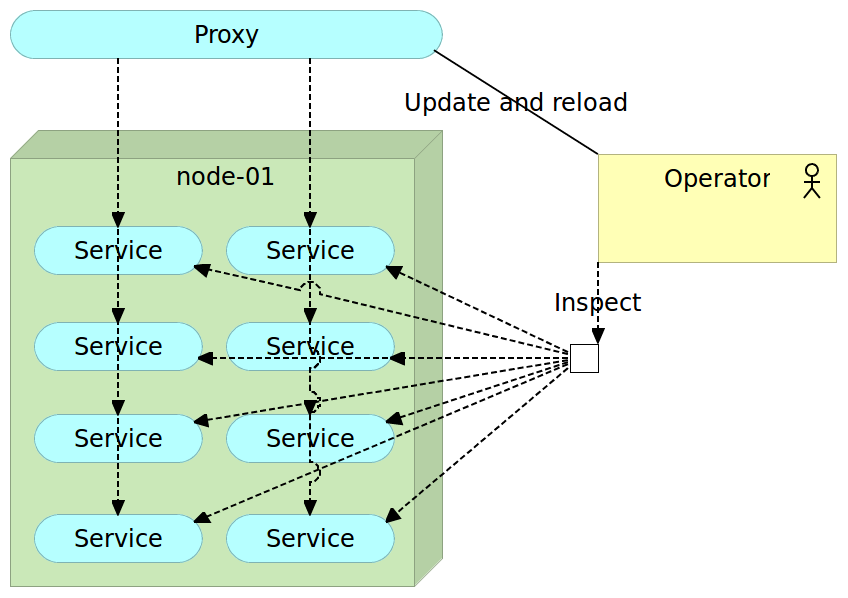 Proxy
Update and reload
node-01
Operator
Service
Service
Inspect
Service
Service
Service
Service
Service
Service